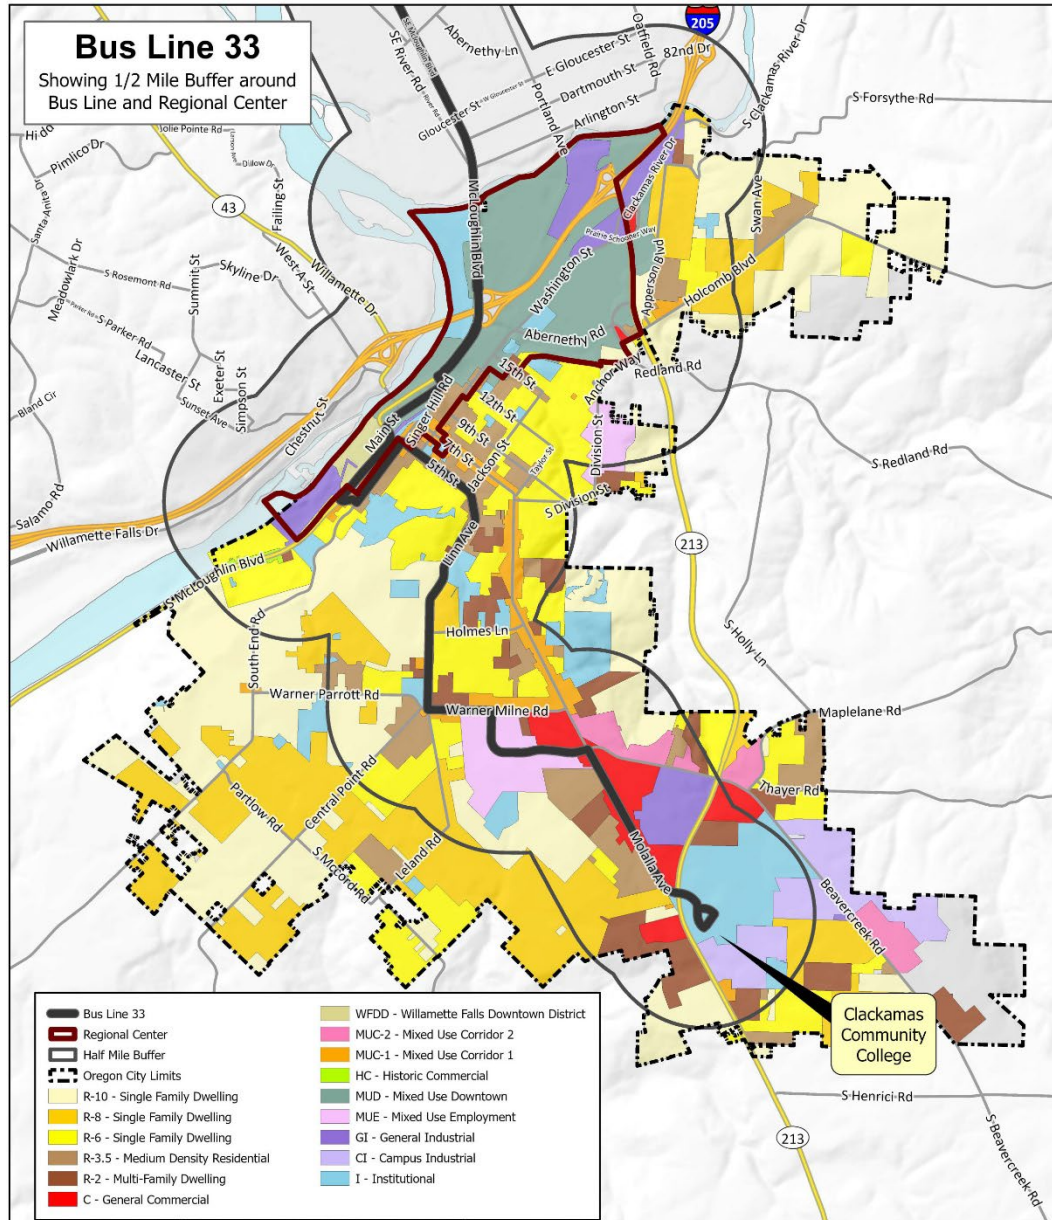 Bus Line 33
Showing 1/2 Mile Buffer around
Bus Line and Regional Center
205
SE McLoughlin Blvd
SE River Rd
River Rd
Abernethy Ln
Oatfield Rd
E Gloucester St
82nd Dr
W Gloucester St
Gloucester St
Dartmouth St
Portland Ave
Arlington St
S Clackamas River Dr
S Forsythe Rd
Pimlico Dr
Dillow Dr
Failing St
43
Santa Anita Dr
Meadowlark Dr
S Rosemont Rd
Summit St
Skyline Dr
West A St
Willamette Dr
McLoughlin Blvd
Clackamas River Dr
Prairie Schooner Way
Washington St
Apperson Blvd
Swan Ave
Holcomb Blvd
Parker Rd
S Parker Rd
Lancaster St
Exeter St
Simpson St
Sunset Ave
Bland Cir
Chestnut St
Abernethy Rd
Redland Rd
Anchor Way
15th St
12th St
9th St
7th St
5th St
Singer Hill Rd
Main St
Jackson St
Taylor St
Division St
S Division St
S Redland Rd
Salamo Rd
Willamette Falls Dr
S McLoughlin Blvd
Linn Ave
213
Holmes Ln
S Holly Ln
South End Rd
Warner Parrott Rd
Warner Milne Rd
Maplelane Rd
Thayer Rd
Central Point Rd
Partlow Rd
Leland Rd
S Mccord Rd
Molalla Ave
Beavercreek Rd
Clackamas
Community
College
S Henrici Rd
213
S Beavercreek Rd
Bus Line 33
Regional Center
Half Mile Buffer
Oregon City Limits
R-10 - Single Family Dwelling
R-8 - Single Family Dwelling
R-6 - Single Family Dwelling
R-3.5 - Medium Density Residential
R-2 - Multi-Family Dwelling
C - General Commercial
WFDD - Willamette Falls Downtown District
MUC-2 - Mixed Use Corridor 2
MUC-1 - Mixed Use Corridor 1
HC - Historic Commercial
MUD - Mixed Use Downtown
MUE - Mixed Use Employment
GI - General Industrial
CI - Campus Industrial
I - Institutional